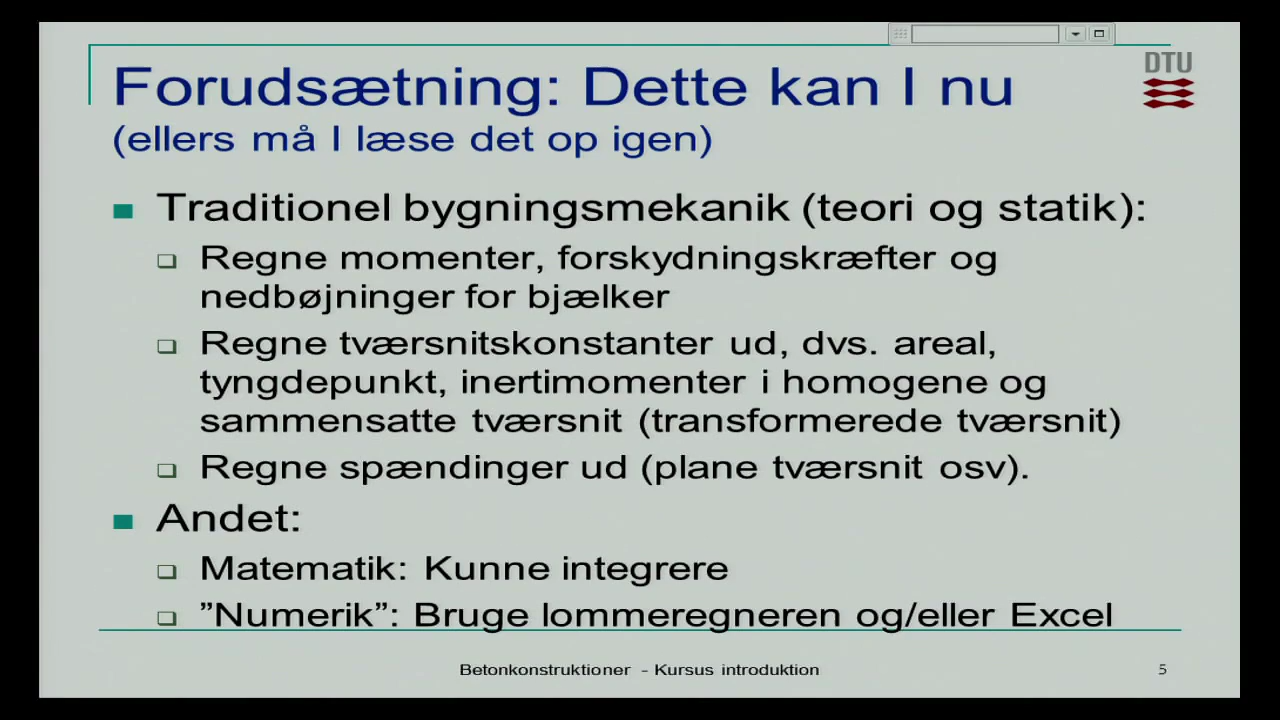 DTU
Forudsætning: Dette kan I nu
(ellers må I læse det op igen)
Traditionel bygningsmekanik (teori og statik):
Regne momenter, forskydningskræfter og
nedbøjninger for bjælker
Regne tværsnitskonstanter ud, dvs. areal,
tyngdepunkt, inertimomenter i homogene og
sammensatte tværsnit (transformerede tværsnit)
Regne spændinger ud (plane tværsnit osv).
Andet:
Matematik: Kunne integrere
”Numerik”: Bruge lommeregneren og/eller Excel
Betonkonstruktioner - Kursus introduktion
5